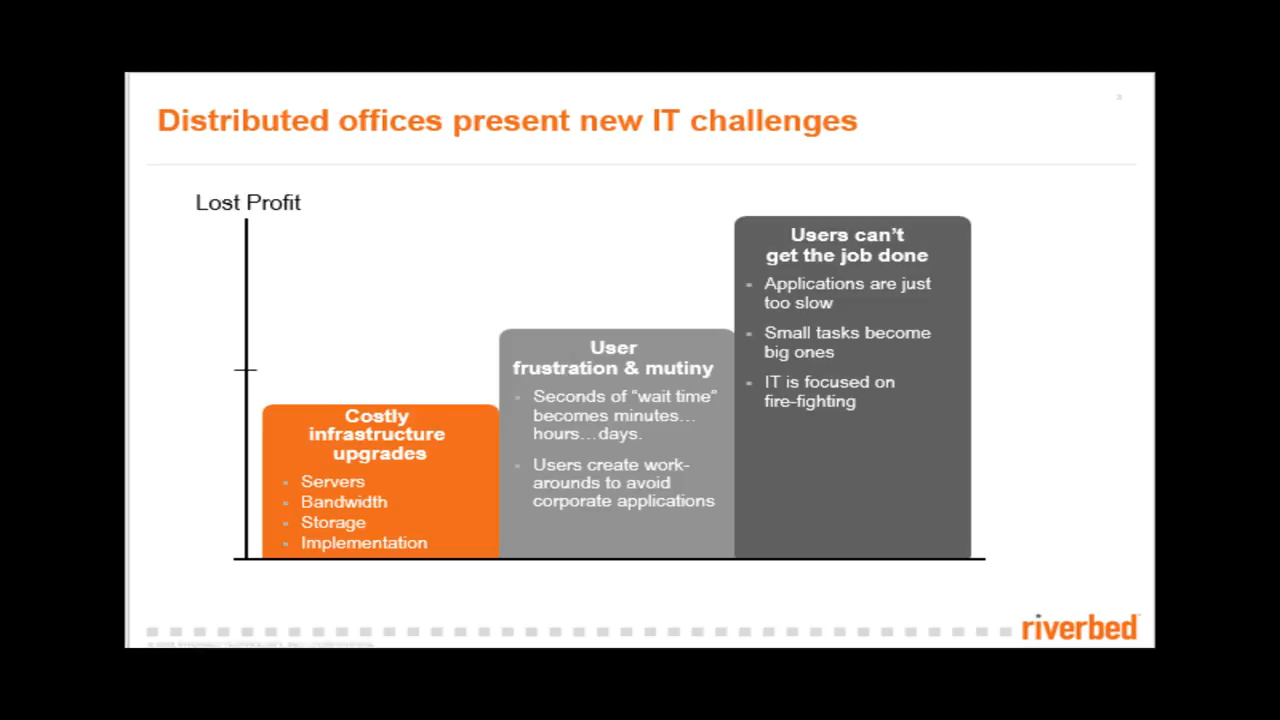 Distributed offices present new IT challenges
Lost Profit
Costly
infrastructure
upgrades
Servers
Bandwidth
Storage
Implementation
User
frustration & mutiny
Seconds of “wait time”
becomes minutes…
hours…days.
Users create work-
arounds to avoid
corporate applications
Users can’t
get the job done
Applications are just
too slow
Small tasks become
big ones
IT is focused on
fire-fighting
riverbed